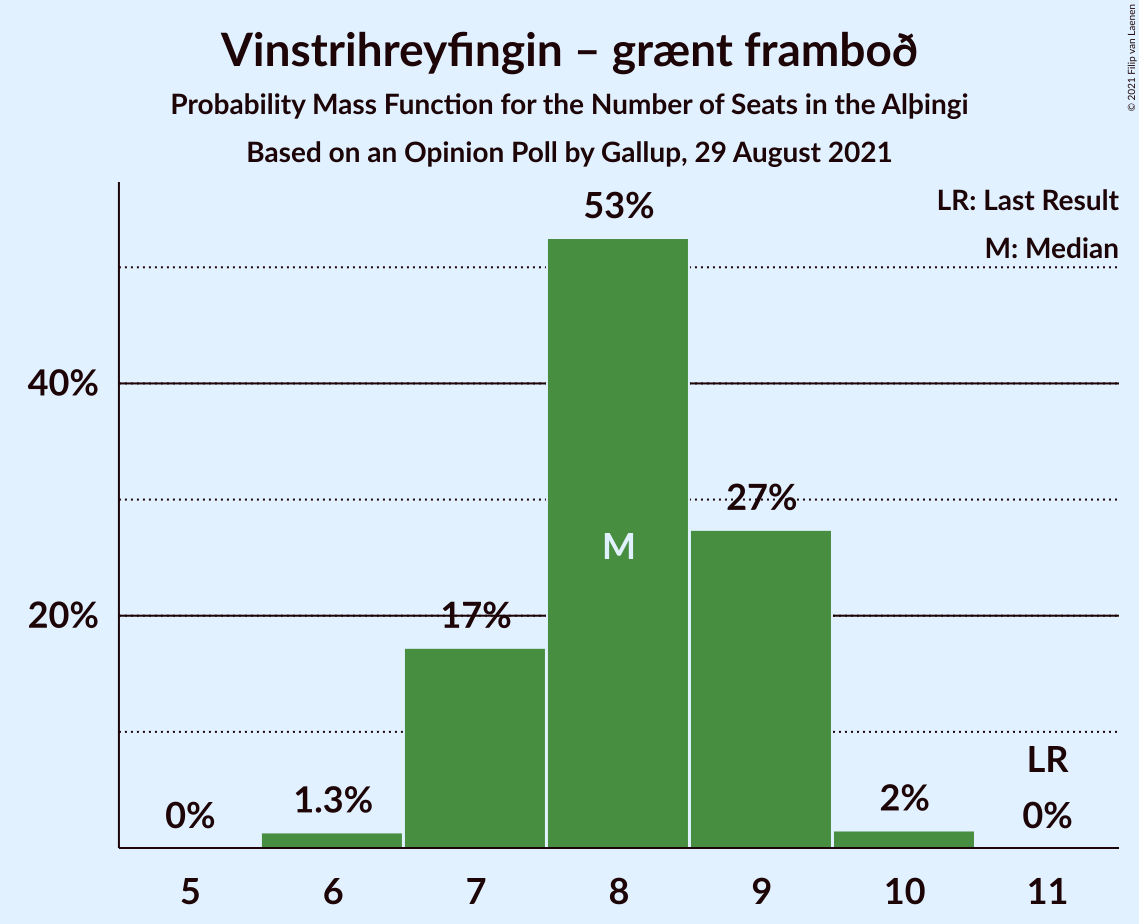 Vinstrihreyfingin – grænt framboð
Probability Mass Function for the Number of Seats in the Alþingi
Based on an Opinion Poll by Gallup, 29 August 2021
© 2021 Filip van Laenen
LR: Last Result
M: Median
53%
40%
27%
M
20%
17%
LR
0%
1.3%
2%
0%
5 6 7 8 9 10 11